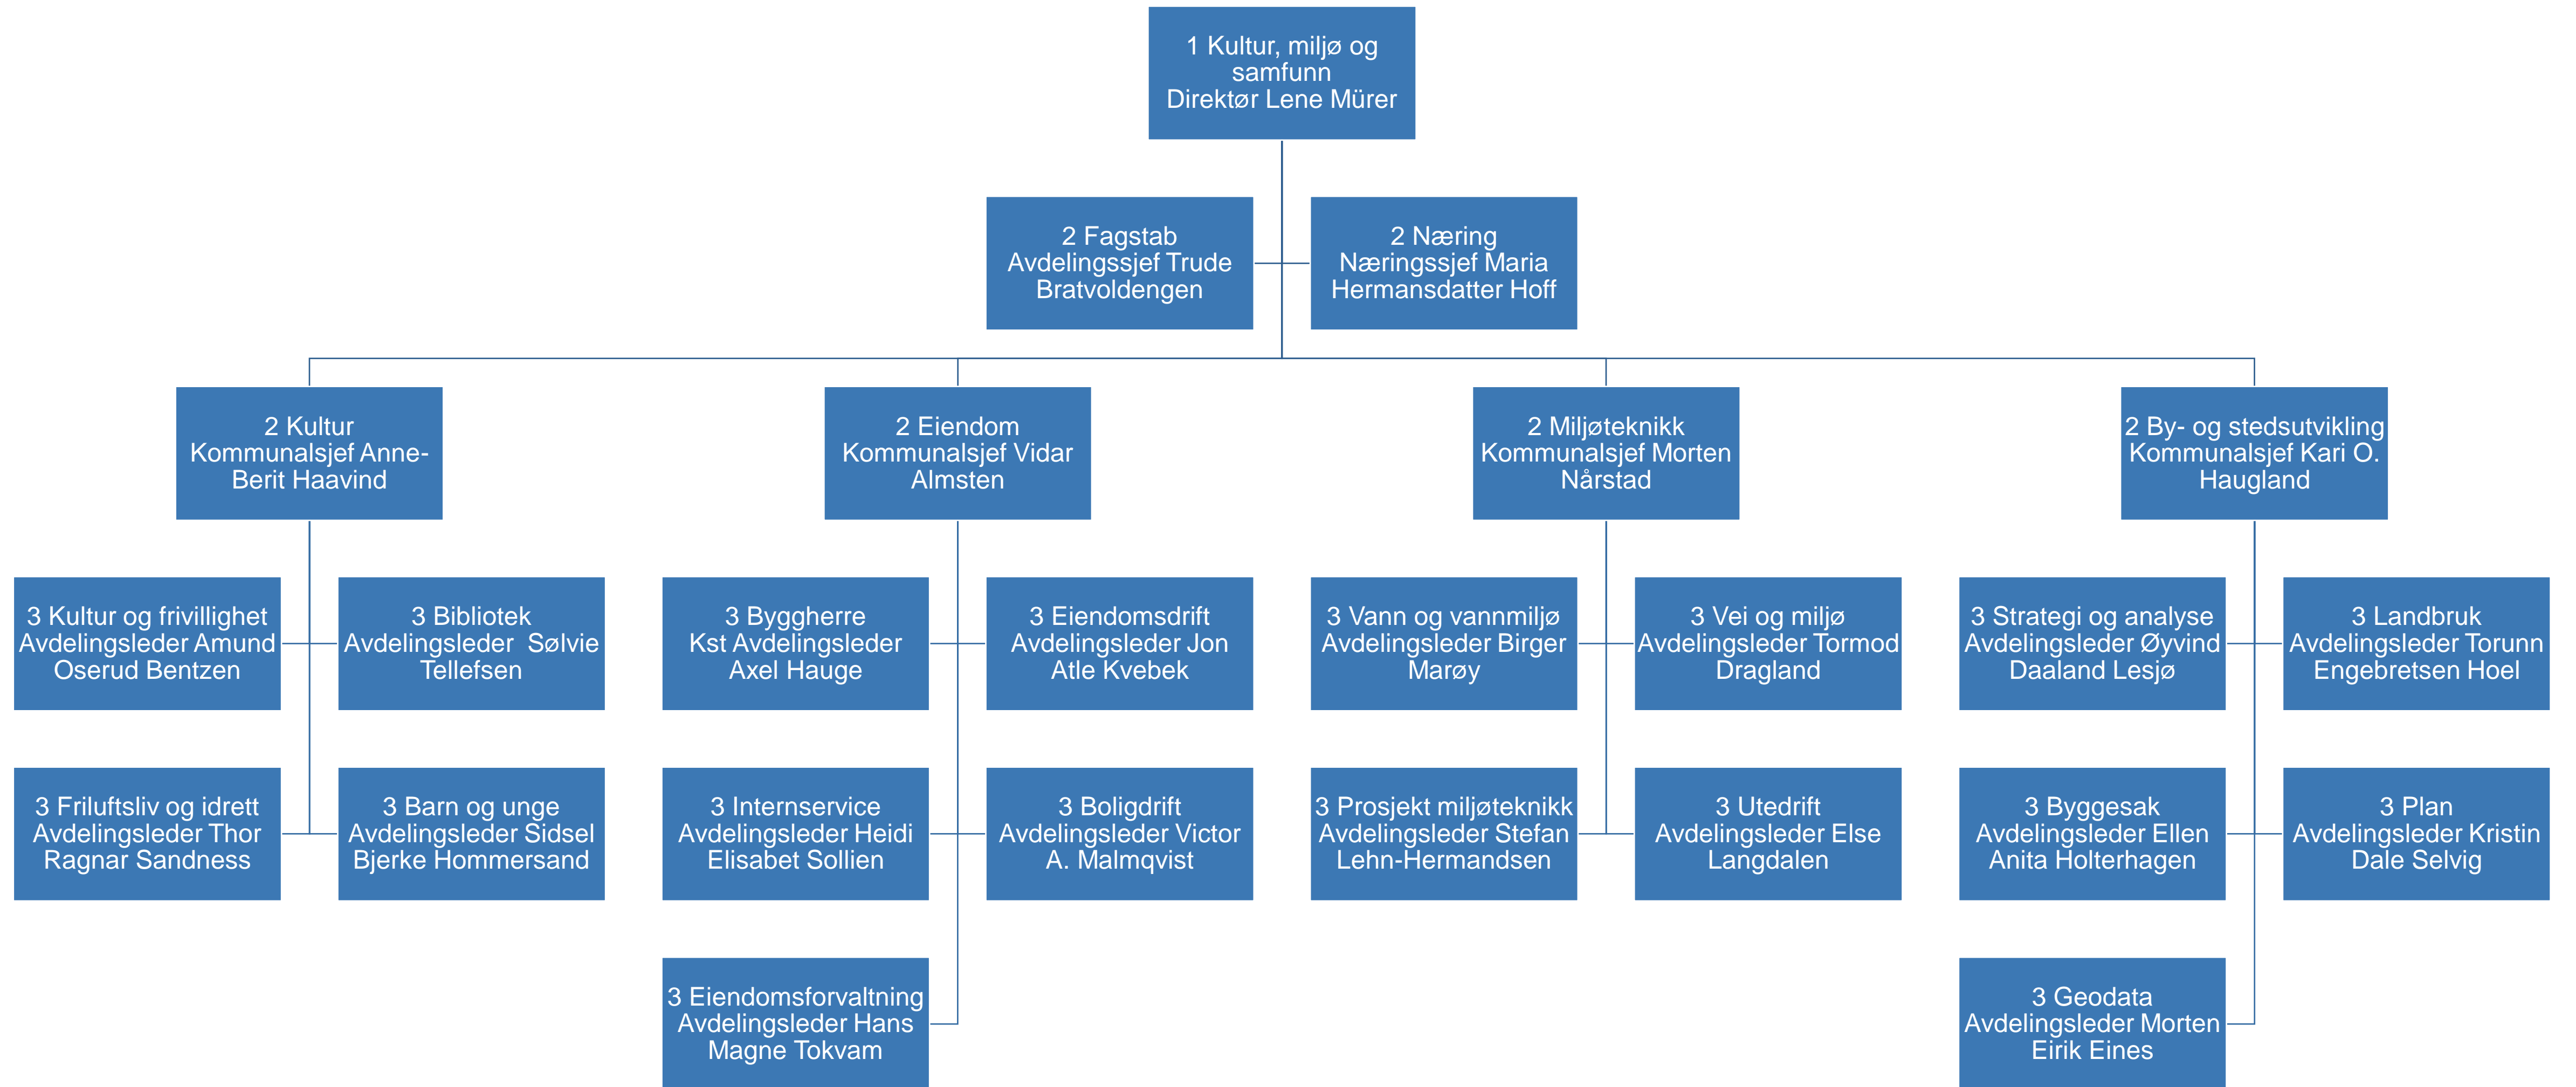 1 Kultur, miljø og
samfunn
Direktør Lene Mürer
2 Fagstab
Avdelingssjef Trude
Bratvoldengen
2 Næring
Næringssjef Maria
Hermansdatter Hoff
2 Kultur
Kommunalsjef Anne-
Berit Haavind
2 Eiendom
Kommunalsjef Vidar
Almsten
2 Miljøteknikk
Kommunalsjef Morten
Nårstad
2 By- og stedsutvikling
Kommunalsjef Kari O.
Haugland
3 Kultur og frivillighet
Avdelingsleder Amund
Oserud Bentzen
3 Bibliotek
Avdelingsleder  Sølvie
Tellefsen
3 Byggherre
Kst Avdelingsleder
Axel Hauge
3 Eiendomsdrift
Avdelingsleder Jon
Atle Kvebek
3 Vann og vannmiljø
Avdelingsleder Birger
Marøy
3 Vei og miljø
Avdelingsleder Tormod
Dragland
3 Strategi og analyse
Avdelingsleder Øyvind
Daaland Lesjø
3 Landbruk
Avdelingsleder Torunn
Engebretsen Hoel
3 Friluftsliv og idrett
Avdelingsleder Thor
Ragnar Sandness
3 Barn og unge
Avdelingsleder Sidsel
Bjerke Hommersand
3 Internservice
Avdelingsleder Heidi
Elisabet Sollien
3 Boligdrift
Avdelingsleder Victor
A. Malmqvist
3 Prosjekt miljøteknikk
Avdelingsleder Stefan
Lehn-Hermandsen
3 Utedrift
Avdelingsleder Else
Langdalen
3 Byggesak
Avdelingsleder Ellen
Anita Holterhagen
3 Plan
Avdelingsleder Kristin
Dale Selvig
3 Eiendomsforvaltning
Avdelingsleder Hans
Magne Tokvam
3 Geodata
Avdelingsleder Morten
Eirik Eines